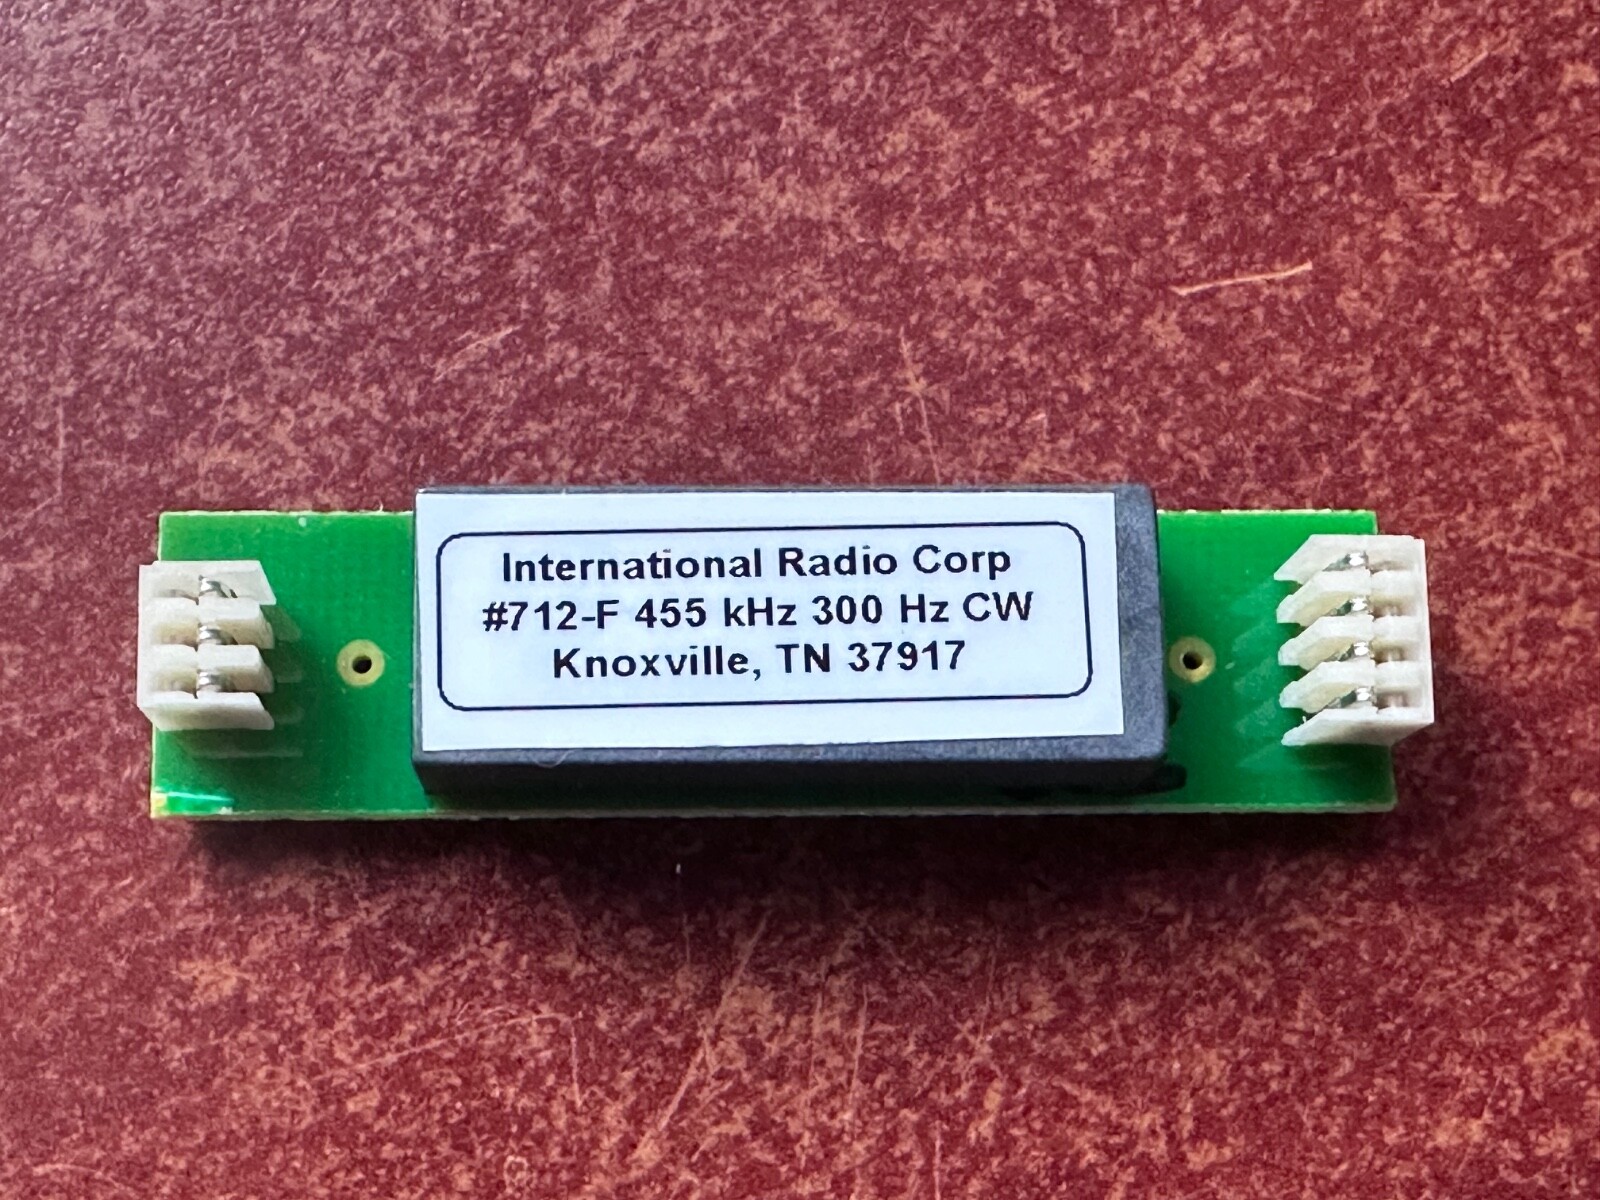 International Radio Corp
#712-F 455 kHz 300 Hz CW
Knoxville, TN 37917